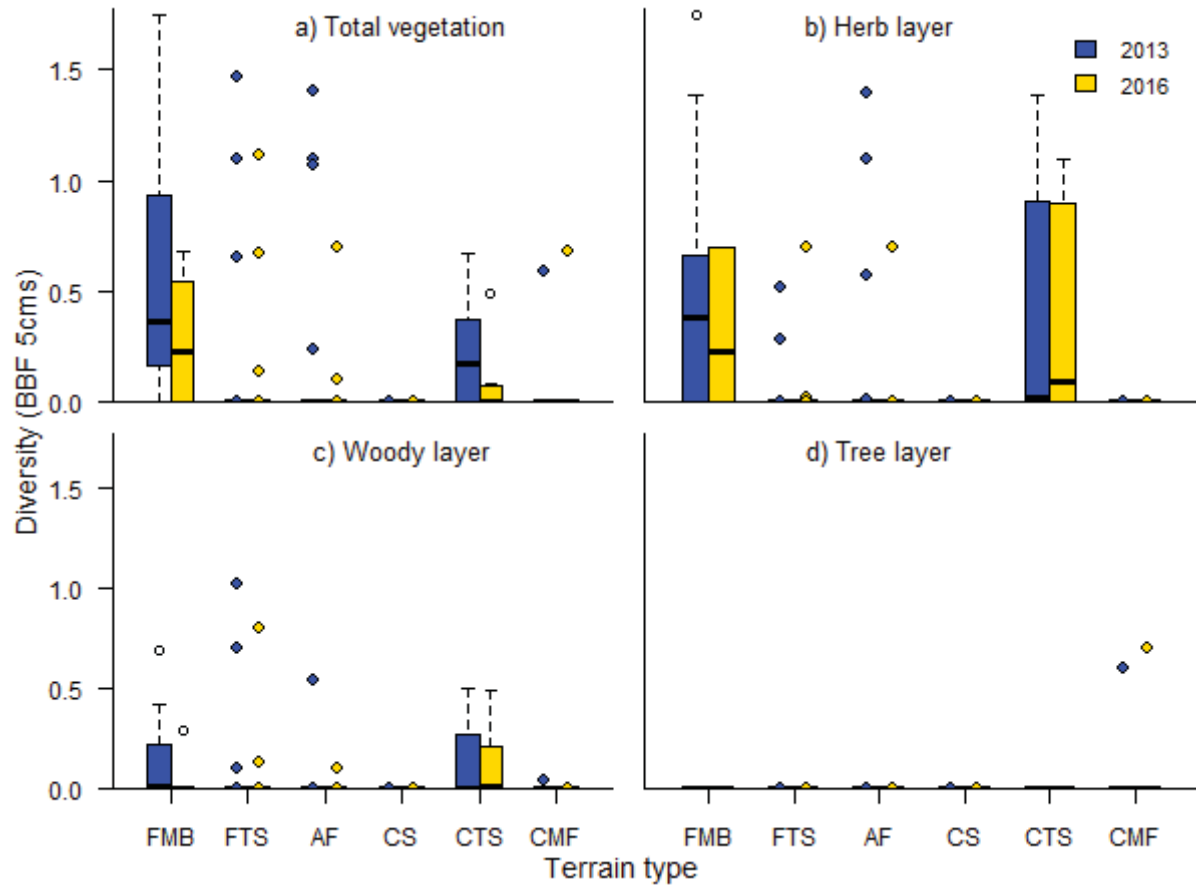 a) Total vegetation
b) Herb layer
2013
2016
1.5
1.0
0.5
0.0
c) Woody layer
d) Tree layer
1.5
1.0
0.5
0.0
Diversity (BBF 5cms)
FMB FTS AF CS CTS CMF
FMB FTS AF CS CTS CMF
Terrain type